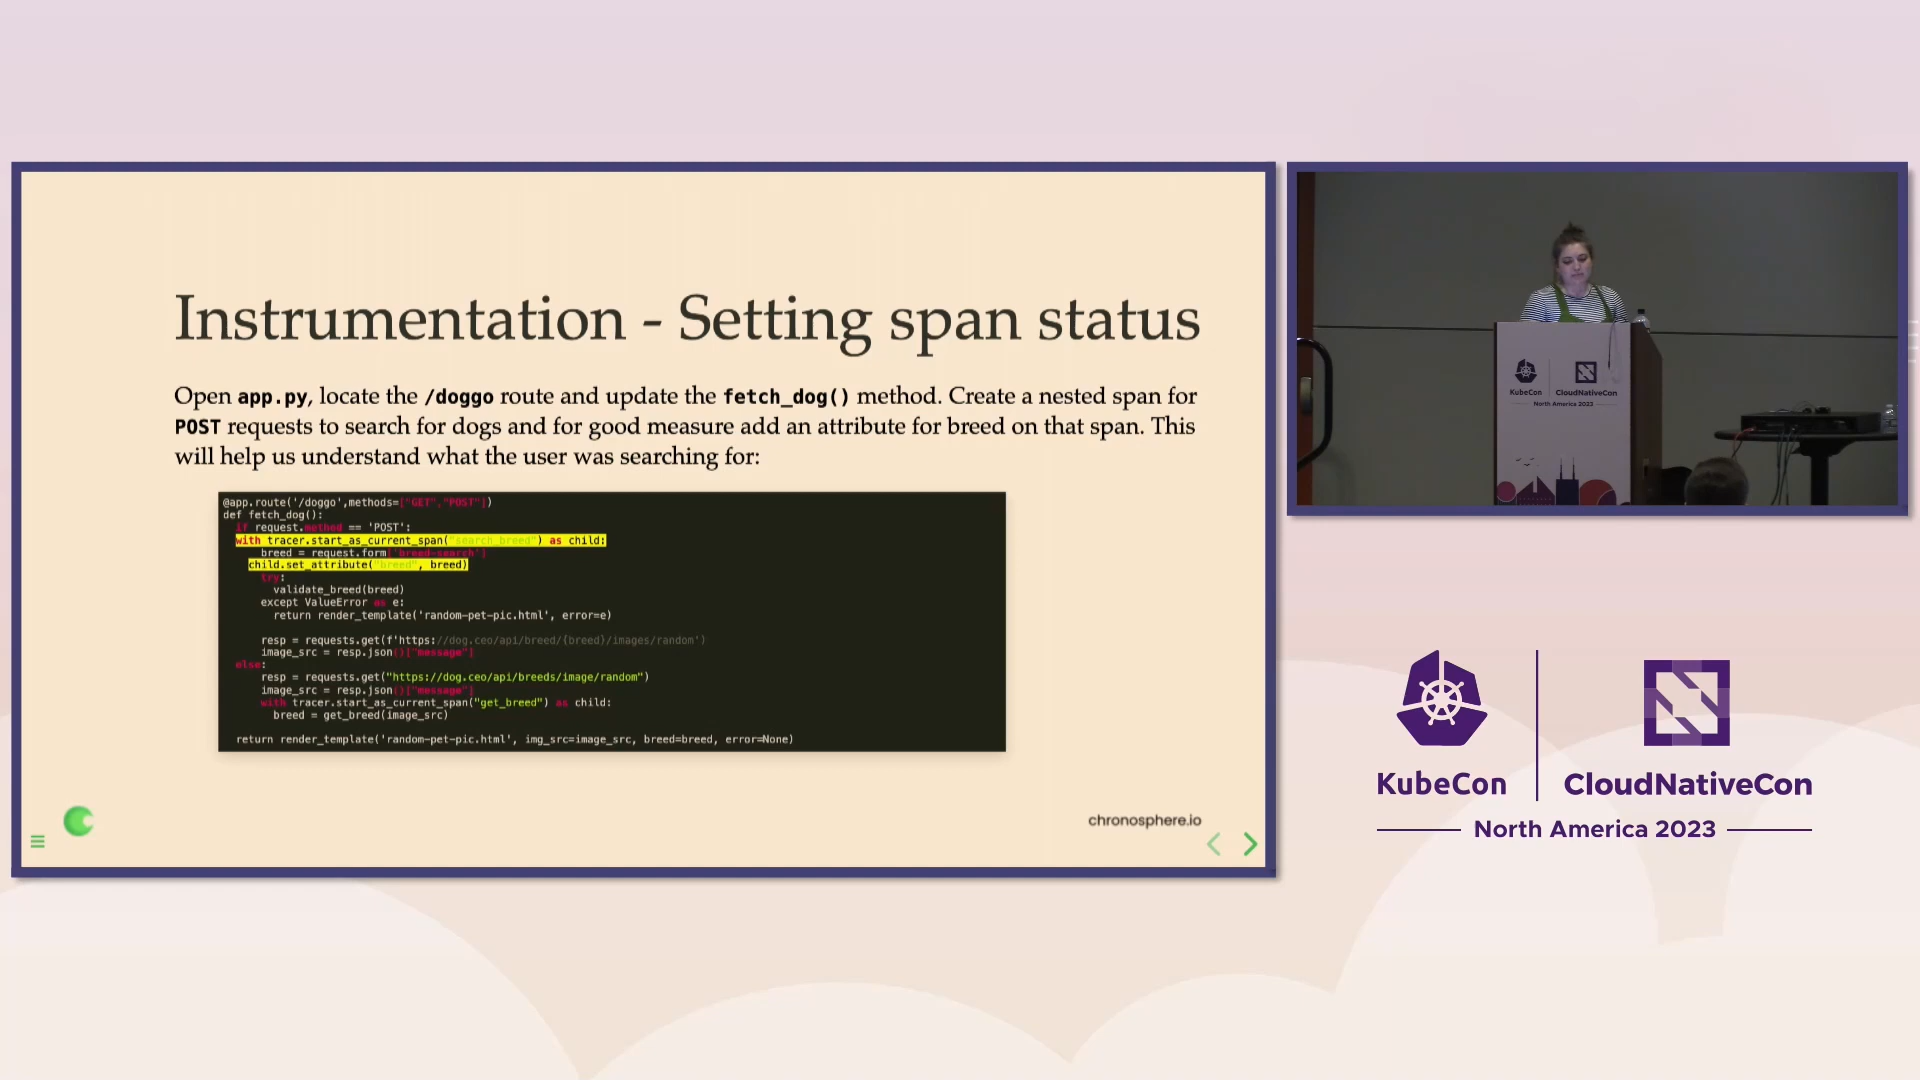 Instrumentation - Setting span status
Open app.py, locate the /doggo route and update the fetch_dog() method. Create a nested span for
POST requests to search for dogs and for good measure add an attribute for breed on that span. This
will help us understand what the user was searching for:
@app.route('/doggo',methods=["GET","POST"])
def fetch_dog():
if request.method == 'POST':
with tracer.start_as_current_span("search_breed") as child:
breed = request.form['breed-search']
child.set_attribute("breed", breed)
try:
validate_breed(breed)
except ValueError as e:
return render_template('random-pet-pic.html', error=e)
resp = requests.get(f'https://dog.ceo/api/breed/{breed}/images/random')
image_src = resp.json()["message"]
else:
resp = requests.get("https://dog.ceo/api/breeds/image/random")
image_src = resp.json()["message"]
with tracer.start_as_current_span("get_breed") as child:
breed = get_breed(image_src)
return render_template('random-pet-pic.html', img_src=image_src, breed=breed, error=None)
chronosphere.io
KubeCon
CloudNativeCon
North America 2023
KubeCon
CloudNativeCon
North America 2023